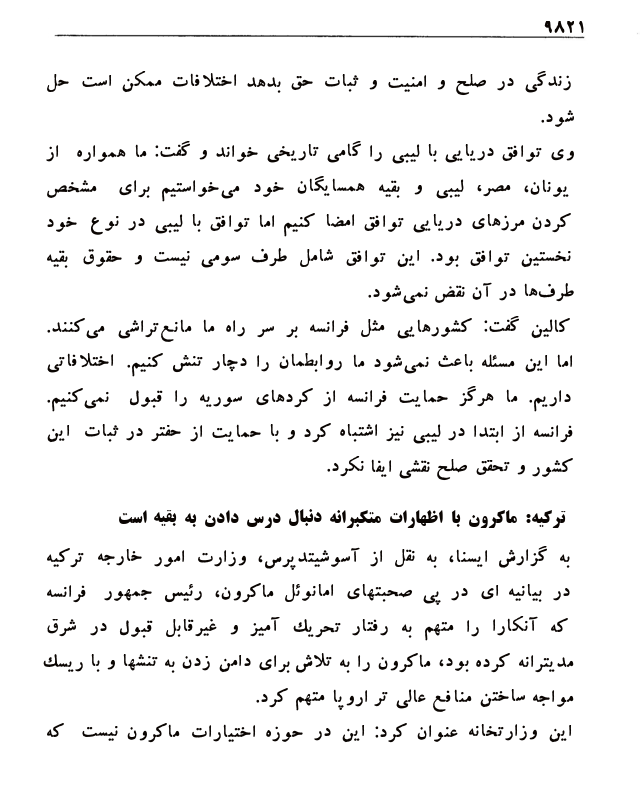 ۹۸۲۱
زندگی در صلح و امنیت و ثبات حق بدهد اختلافات ممکن است حل
شود.
وی توافق دریایی با لیبی را گامی تاریخی خواند و گفت: ما همواره از
یونان، مصر، لیبی و بقیه همسایگان خود می‌خواستیم برای مشخص
کردن مرزهای دریایی توافق امضا کنیم اما توافق با لیبی در نوع خود
نخستین توافق بود. این توافق شامل طرف سومی نیست و حقوق بقیه
طرف‌ها در آن نقض نمی‌شود.
کالین گفت: کشورهایی مثل فرانسه بر سر راه ما مانع‌تراشی می‌کنند.
اما این مسئله باعث نمی‌شود ما روابطمان را دچار تنش کنیم. اختلافاتی
داریم. ما هرگز حمایت فرانسه از کردهای سوریه را قبول نمی‌کنیم.
فرانسه از ابتدا در لیبی نیز اشتباه کرد و با حمایت از حفتر در ثبات این
کشور و تحقق صلح نقشی ایفا نکرد.
ترکیه: ماکرون با اظهارات متکبرانه دنبال درس دادن به بقیه است
به گزارش ایسنا، به نقل از آسوشیتدپرس، وزارت امور خارجه ترکیه
در بیانیه ای در پی صحبتهای امانوئل ماکرون، رئیس جمهور فرانسه
که آنکارا را متهم به رفتار تحریك آمیز و غیرقابل قبول در شرق
مدیترانه کرده بود، ماکرون را به تلاش برای دامن زدن به تنشها و با ریسك
مواجه ساختن منافع عالی تر اروپا متهم کرد.
این وزارتخانه عنوان کرد: این در حوزه اختیارات ماکرون نیست که